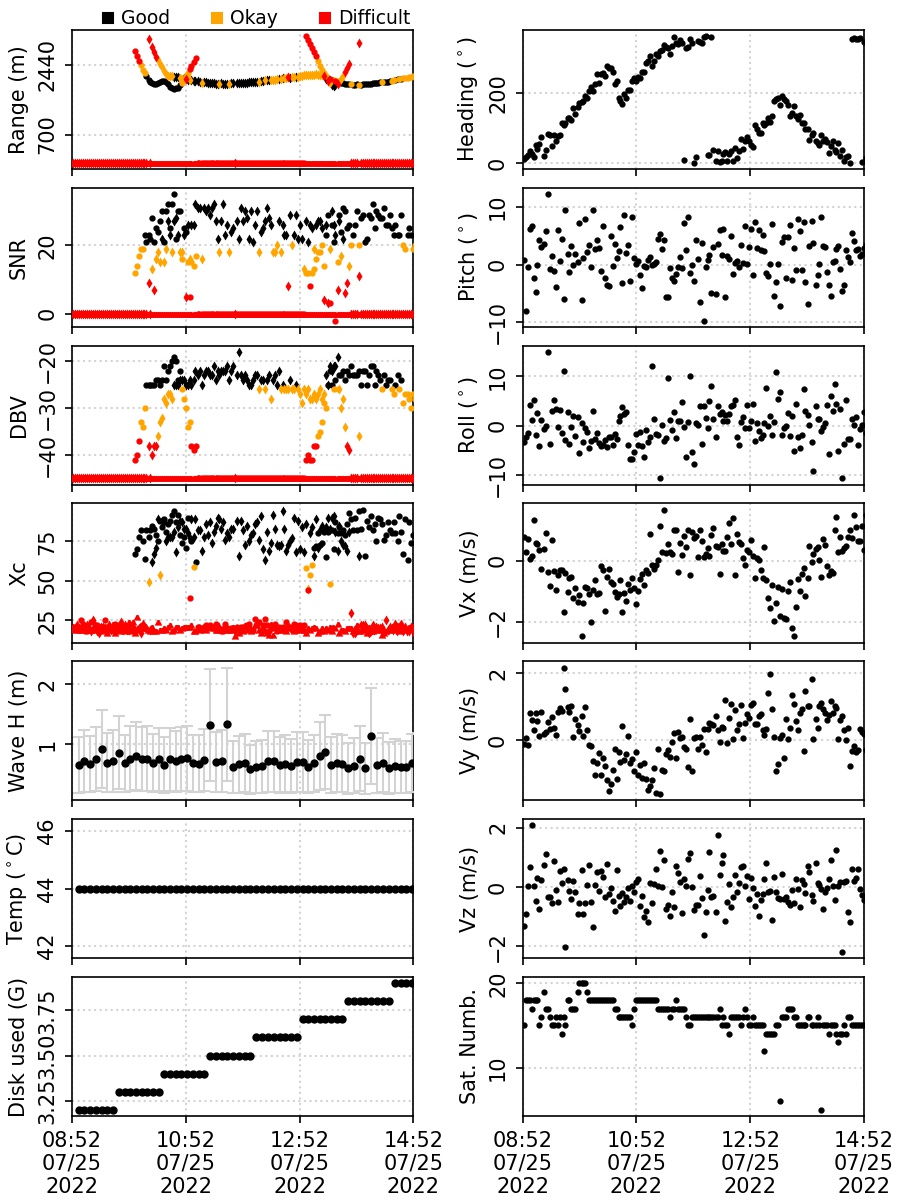 Good Okay Difficult
Range (m)
2440
700
Heading (°)
200
0
SNR
20
0
Pitch (°)
10
0
−10
DBV
−20
−30
−40
Roll (°)
10
0
−10
Xc
75
50
25
Vx (m/s)
0
−2
Wave H (m)
2
1
Vy (m/s)
2
0
Temp (°C)
46
44
42
Vz (m/s)
2
0
−2
Disk used (G)
3.75
3.50
3.25
Sat. Numb.
20
10
08:52 10:52 12:52 14:52
07/25 07/25 07/25 07/25
2022 2022 2022 2022
08:52 10:52 12:52 14:52
07/25 07/25 07/25 07/25
2022 2022 2022 2022